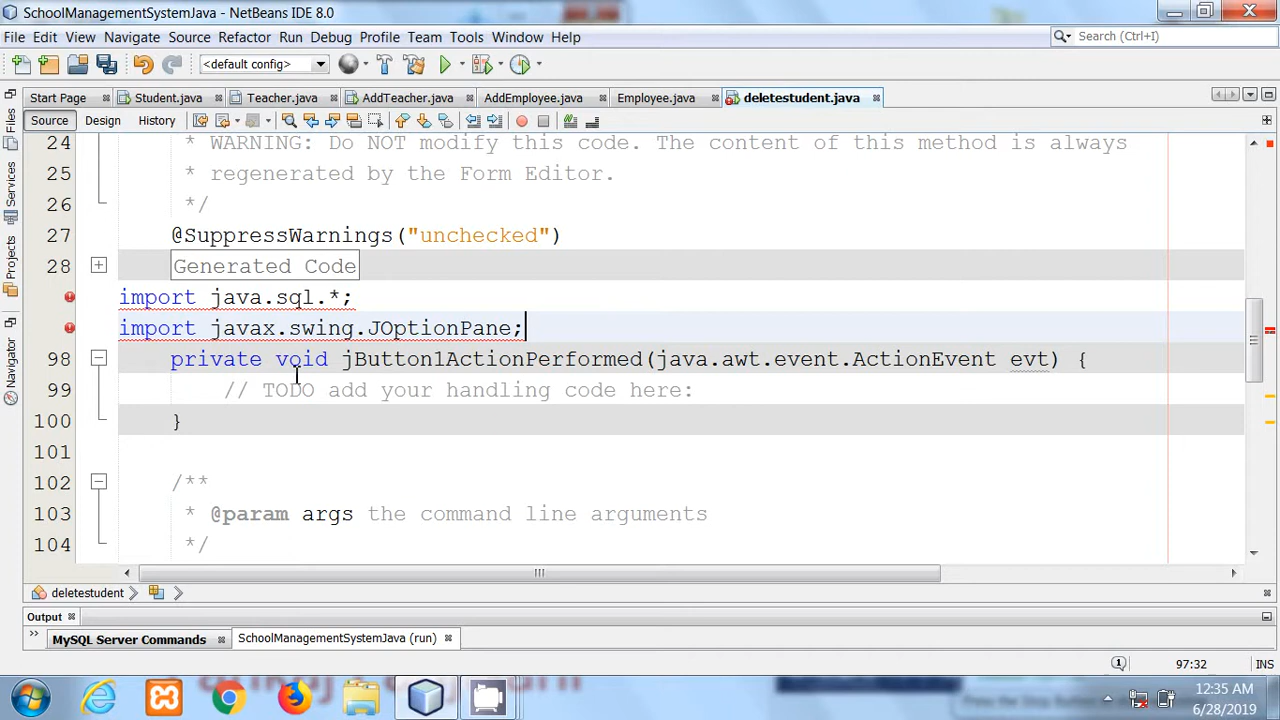 SchoolManagementSystemJava - NetBeans IDE 8.0
File Edit View Navigate Source Refactor Run Debug Profile Team Tools Window Help
Search (Ctrl+I)
<default config>
Start Page Student.java Teacher.java AddTeacher.java AddEmployee.java Employee.java deletestudent.java
Source Design History
Files
Services
Projects
Navigator
24 * WARNING: Do NOT modify this code. The content of this method is always
25 * regenerated by the Form Editor.
26 */
27 @SuppressWarnings("unchecked")
28 Generated Code
import java.sql.*;
import javax.swing.JOptionPane;
98 private void jButton1ActionPerformed(java.awt.event.ActionEvent evt) {
99 // TODO add your handling code here:
100 }
101
102 /**
103 * @param args the command line arguments
104 */
deletestudent
Output
MySQL Server Commands SchoolManagementSystemJava (run)
1 97:32 INS
12:35 AM
6/28/2019